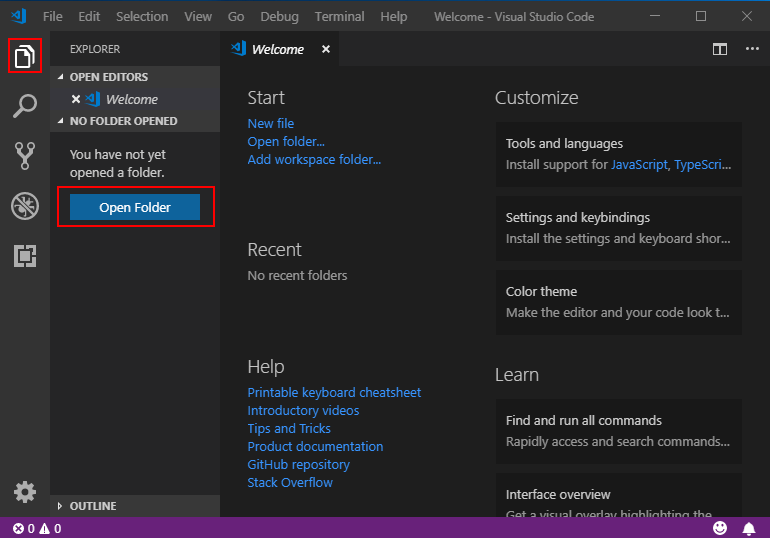 File Edit Selection View Go Debug Terminal Help Welcome - Visual Studio Code
EXPLORER
OPEN EDITORS
Welcome
NO FOLDER OPENED
You have not yet
opened a folder.
Open Folder
OUTLINE
Welcome
Start
New file
Open folder...
Add workspace folder...
Recent
No recent folders
Help
Printable keyboard cheatsheet
Introductory videos
Tips and Tricks
Product documentation
GitHub repository
Stack Overflow
Customize
Tools and languages
Install support for JavaScript, TypeScri...
Settings and keybindings
Install the settings and keyboard shor...
Color theme
Make the editor and your code look t...
Learn
Find and run all commands
Rapidly access and search commands...
Interface overview
Get a visual overlay highlighting the
0 0